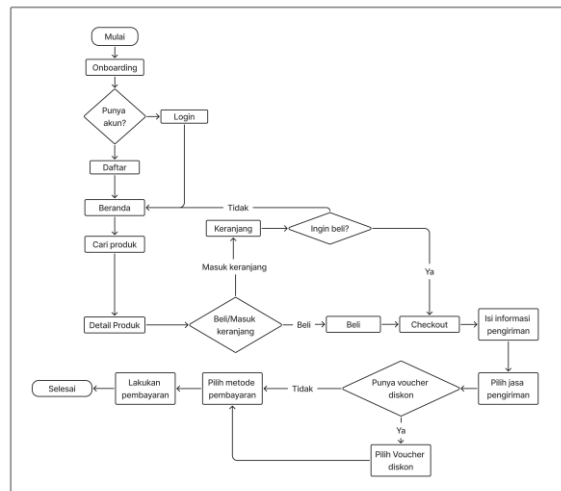 Mulai
Onboarding
Punya
akun?
Login
Daftar
Beranda
Tidak
Keranjang
Ingin beli?
Cari produk
Masuk keranjang
Ya
Detail Produk
Beli/Masuk
keranjang
Beli
Beli
Checkout
Isi informasi
pengiriman
Selesai
Lakukan
pembayaran
Pilih metode
pembayaran
Tidak
Punya voucher
diskon
Pilih jasa
pengiriman
Ya
Pilih Voucher
diskon